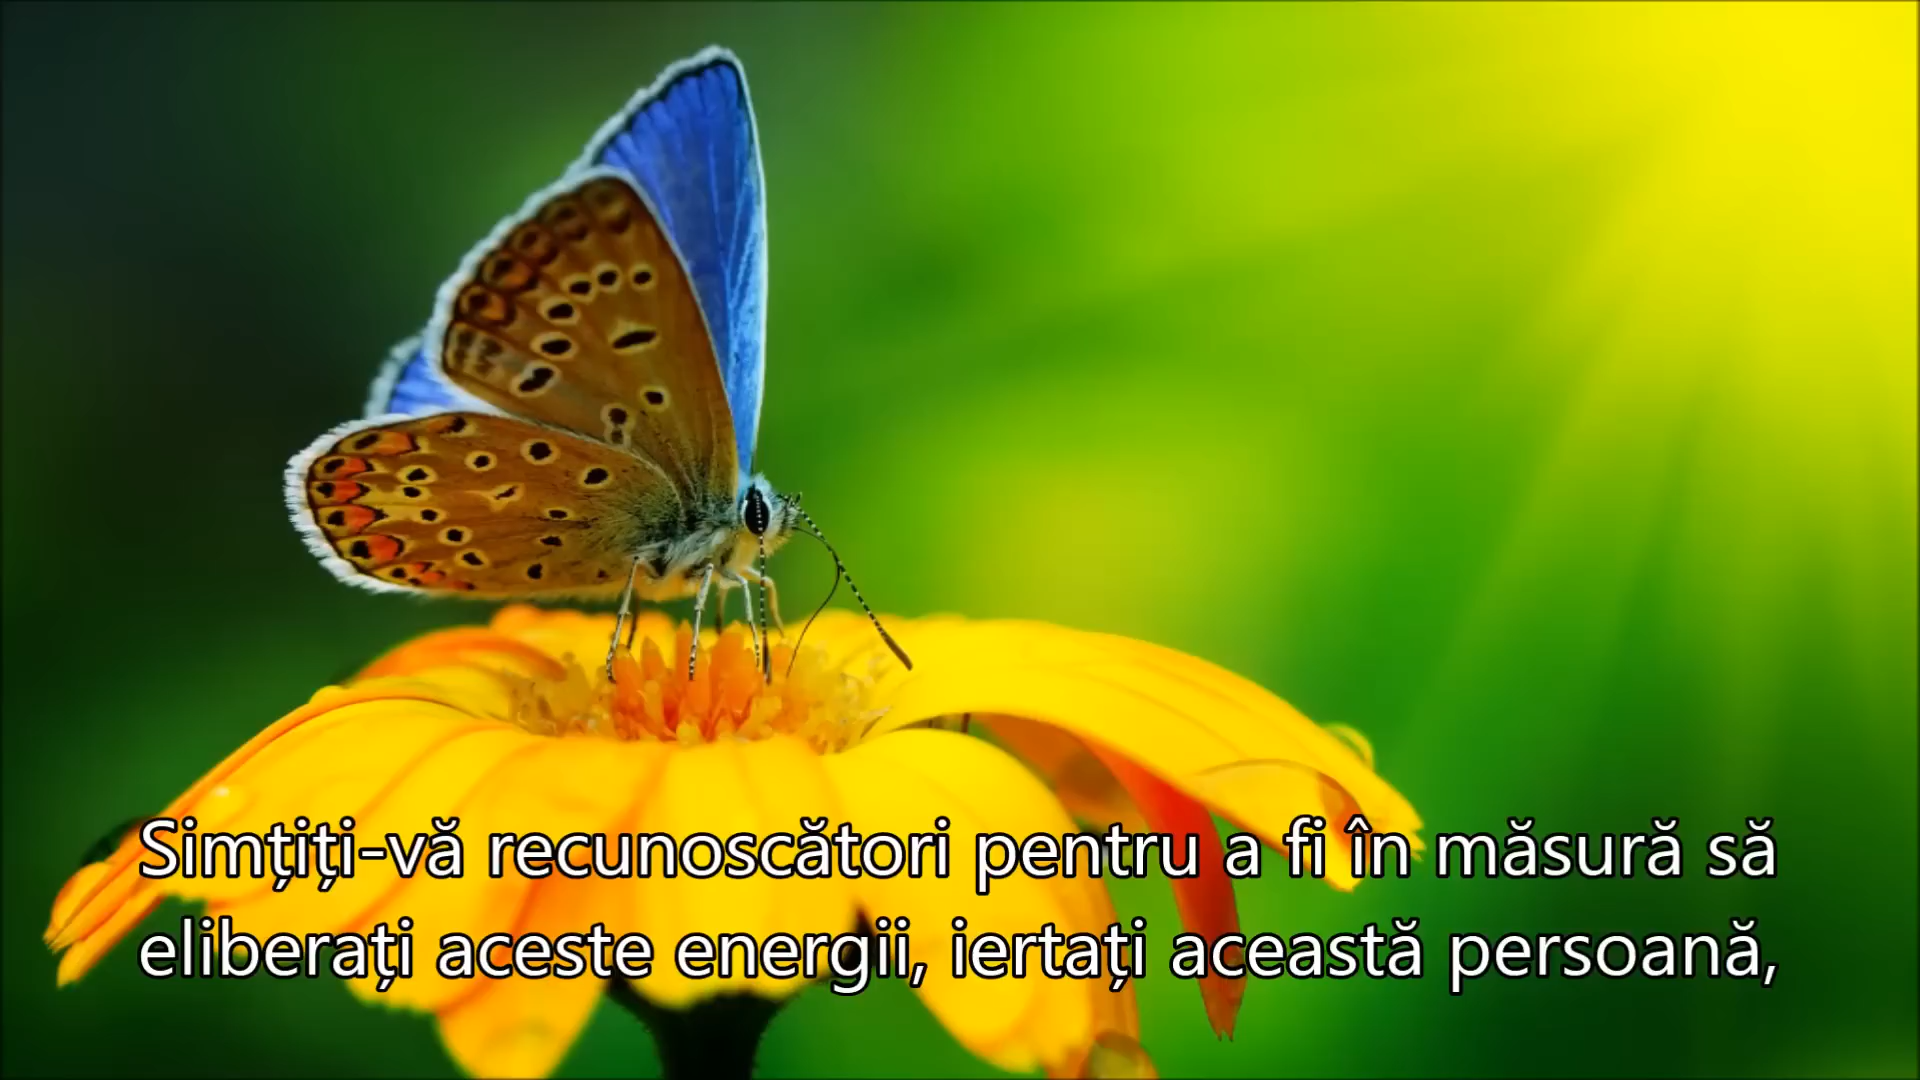 Simțiți-vă recunoscători pentru a fi în măsură să
eliberați aceste energii, iertați această persoană,